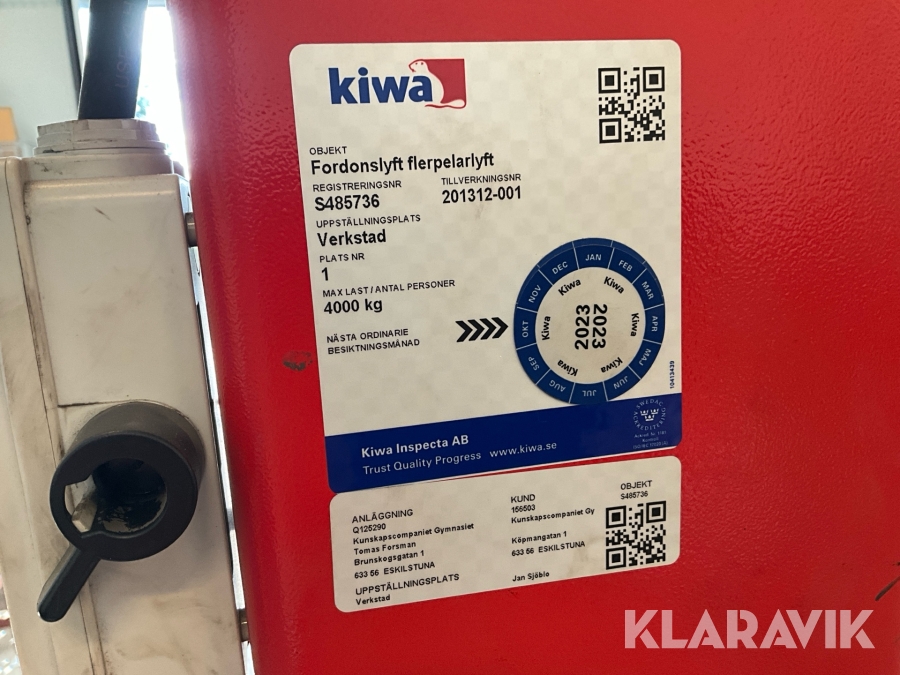 kiwa
OBJEKT
Fordonslyft flerpelarlyft
REGISTRERINGSNR
TILLVERKNINGSNR
S485736
201312-001
UPPSTÄLLNINGSPLATS
Verkstad
PLATS NR
1
MAX LAST / ANTAL PERSONER
4000 kg
NÄSTA ORDINARIE
BESIKTNINGSMÅNAD
JAN FEB MAR APR MAJ JUN JUL AUG SEP OKT NOV DEC
Kiwa Kiwa Kiwa Kiwa Kiwa Kiwa
2023
2023
10413439
SWEDAC
ACKREDITERING
Kiwa Inspecta AB
Trust Quality Progress www.kiwa.se
ANLÄGGNING
Q125290
Kunskapscompaniet Gymnasiet
Tomas Forsman
Brunskogsgatan 1
633 56 ESKILSTUNA
UPPSTÄLLNINGSPLATS
Verkstad
KUND
156503
Kunskapscompaniet Gy
Köpmangatan 1
633 56 ESKILSTUNA
Jan Sjöblo
OBJEKT
S485736
KLARAVIK